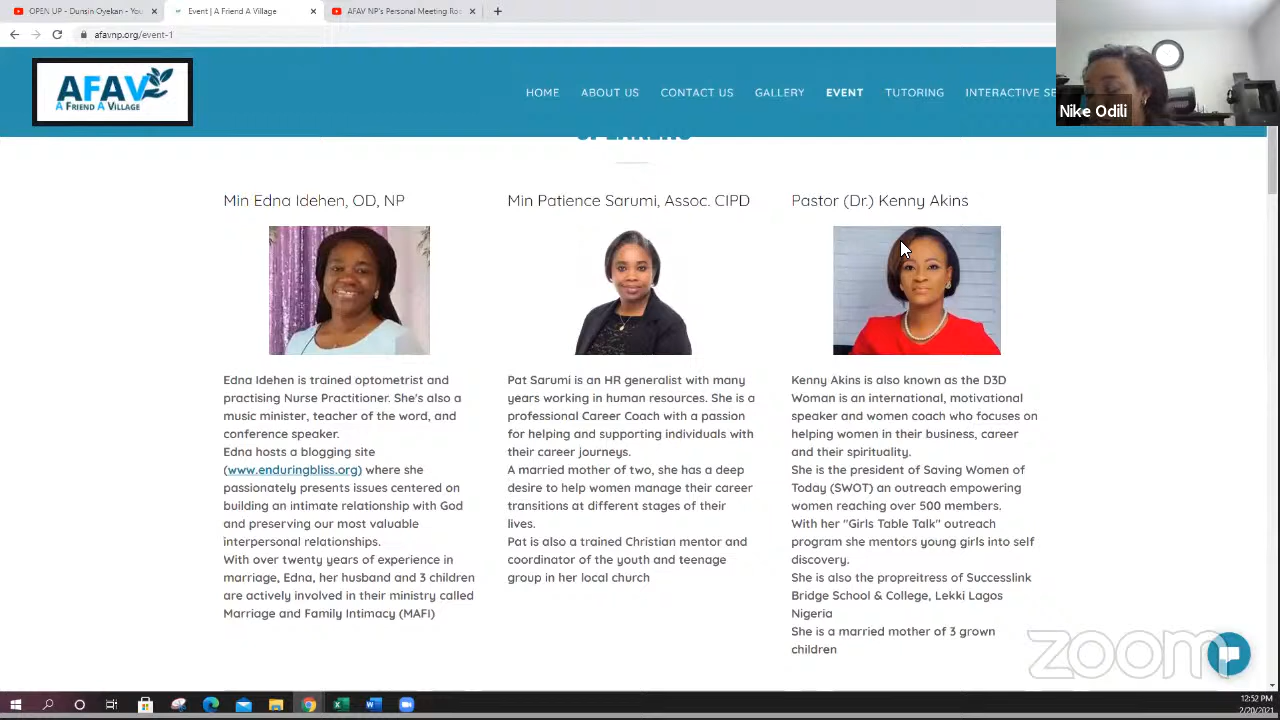 OPEN UP - Dunsin Oyekan - You
Event | A Friend A Village
AFAV NP's Personal Meeting Roo
afavnp.org/event-1
AFAV
A FRIEND A VILLAGE
HOME
ABOUT US
CONTACT US
GALLERY
EVENT
TUTORING
INTERACTIVE SE
Nike Odili
Min Edna Idehen, OD, NP
Edna Idehen is trained optometrist and
practising Nurse Practitioner. She's also a
music minister, teacher of the word, and
conference speaker.
Edna hosts a blogging site
(www.enduringbliss.org) where she
passionately presents issues centered on
building an intimate relationship with God
and preserving our most valuable
interpersonal relationships.
With over twenty years of experience in
marriage, Edna, her husband and 3 children
are actively involved in their ministry called
Marriage and Family Intimacy (MAFI)
Min Patience Sarumi, Assoc. CIPD
Pat Sarumi is an HR generalist with many
years working in human resources. She is a
professional Career Coach with a passion
for helping and supporting individuals with
their career journeys.
A married mother of two, she has a deep
desire to help women manage their career
transitions at different stages of their
lives.
Pat is also a trained Christian mentor and
coordinator of the youth and teenage
group in her local church
Pastor (Dr.) Kenny Akins
Kenny Akins is also known as the D3D
Woman is an international, motivational
speaker and women coach who focuses on
helping women in their business, career
and their spirituality.
She is the president of Saving Women of
Today (SWOT) an outreach empowering
women reaching over 500 members.
With her "Girls Table Talk" outreach
program she mentors young girls into self
discovery.
She is also the propreitress of Successlink
Bridge School & College, Lekki Lagos
Nigeria
She is a married mother of 3 grown
children
zoom
12:52 PM
2/20/2021